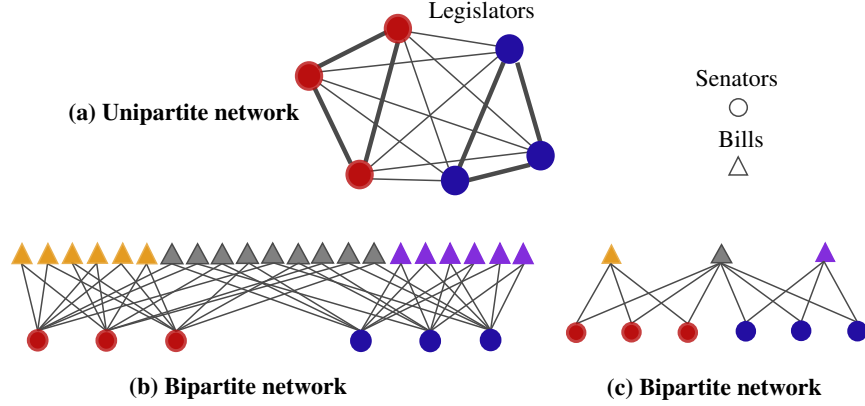 Legislators
(a) Unipartite network
Senators
Bills
(b) Bipartite network
(c) Bipartite network